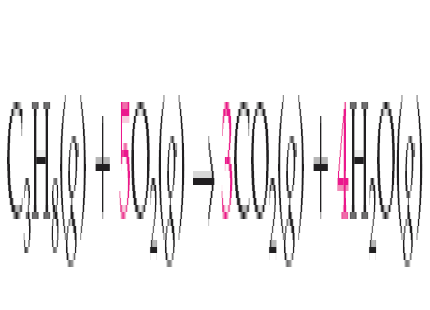 C₃H₈(g) + 5O₂(g) → 3CO₂(g) + 4H₂O(g)